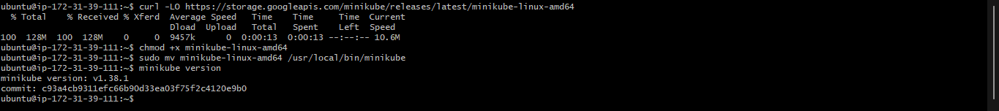 ubuntu@ip-172-31-39-111:~$ curl -LO https://storage.googleapis.com/minikube/releases/latest/minikube-linux-amd64
  % Total    % Received % Xferd  Average Speed   Time    Time     Time  Current
                                 Dload  Upload   Total   Spent    Left  Speed
100  128M  100  128M    0     0  9457k      0  0:00:13  0:00:13 --:--:-- 10.6M
ubuntu@ip-172-31-39-111:~$ chmod +x minikube-linux-amd64
ubuntu@ip-172-31-39-111:~$ sudo mv minikube-linux-amd64 /usr/local/bin/minikube
ubuntu@ip-172-31-39-111:~$ minikube version
minikube version: v1.38.1
commit: c93a4cb9311efc66b90d33ea03f75f2c4120e9b0
ubuntu@ip-172-31-39-111:~$